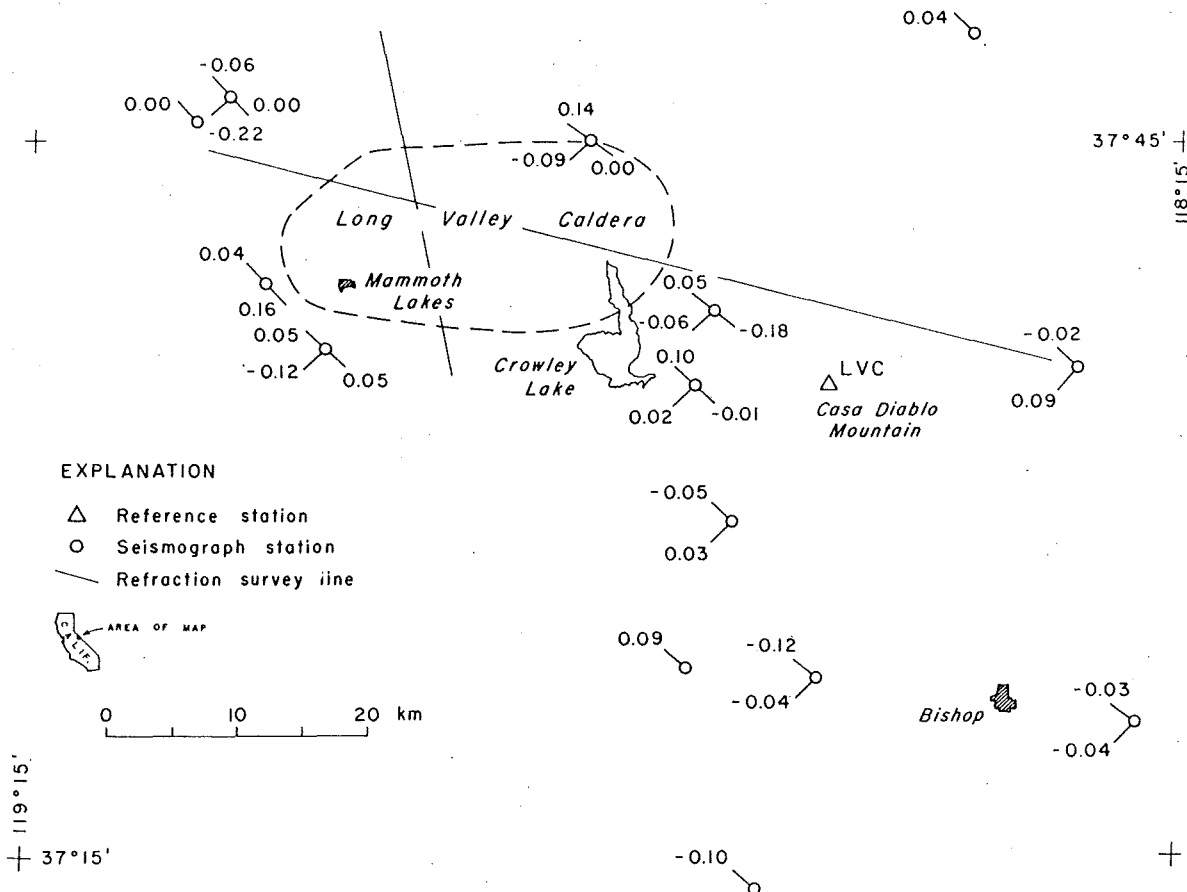 0.04
-0.06
0.00
0.00
-0.22
0.14
-0.09
0.00
37°45'
118°15'
Long Valley Caldera
0.04
0.16
Mammoth
Lakes
0.05
-0.06
-0.18
0.05
-0.12
0.05
Crowley
Lake
0.10
0.02
-0.01
LVC
Casa Diablo
Mountain
-0.02
0.09
EXPLANATION
Reference station
Seismograph station
Refraction survey line
CALIF.
AREA OF MAP
-0.05
0.03
0.09
-0.12
-0.04
Bishop
-0.03
-0.04
0 10 20 km
119°15'
37°15'
-0.10